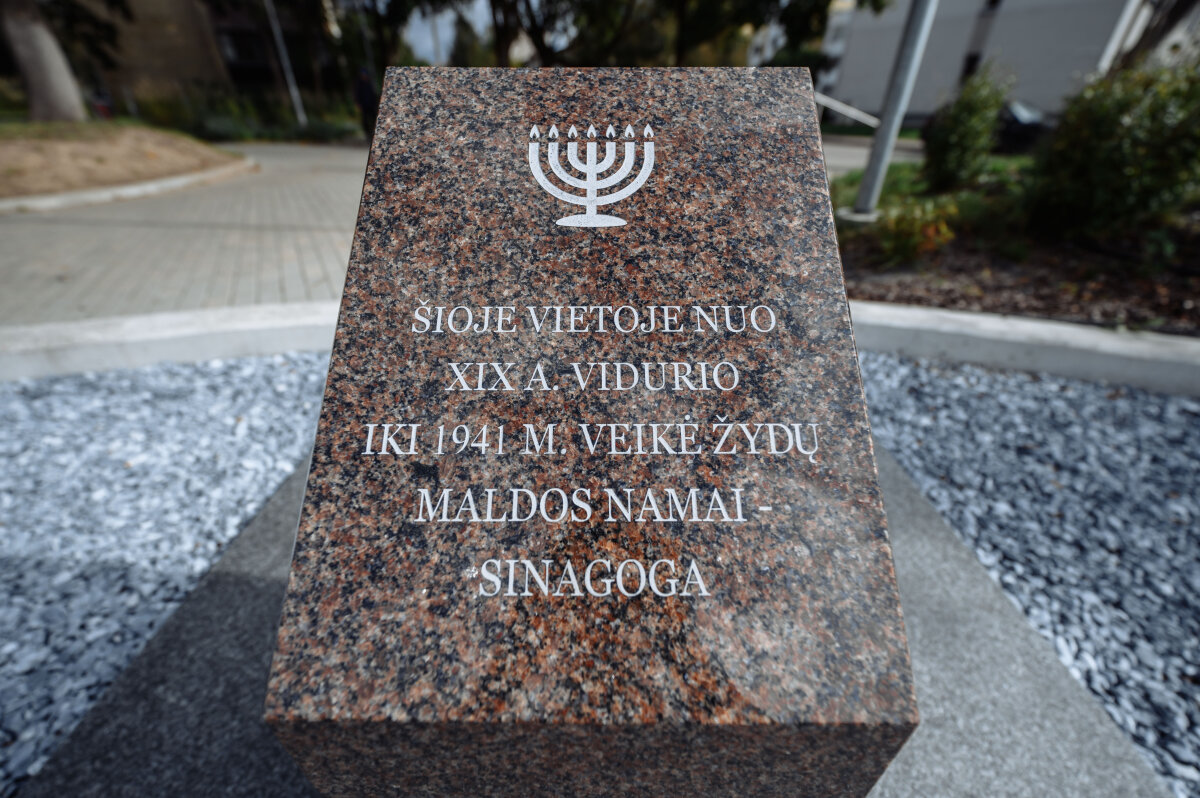 ŠIOJE VIETOJE NUO
XIX A. VIDURIO
IKI 1941 M. VEIKĖ ŽYDŲ
MALDOS NAMAI -
SINAGOGA